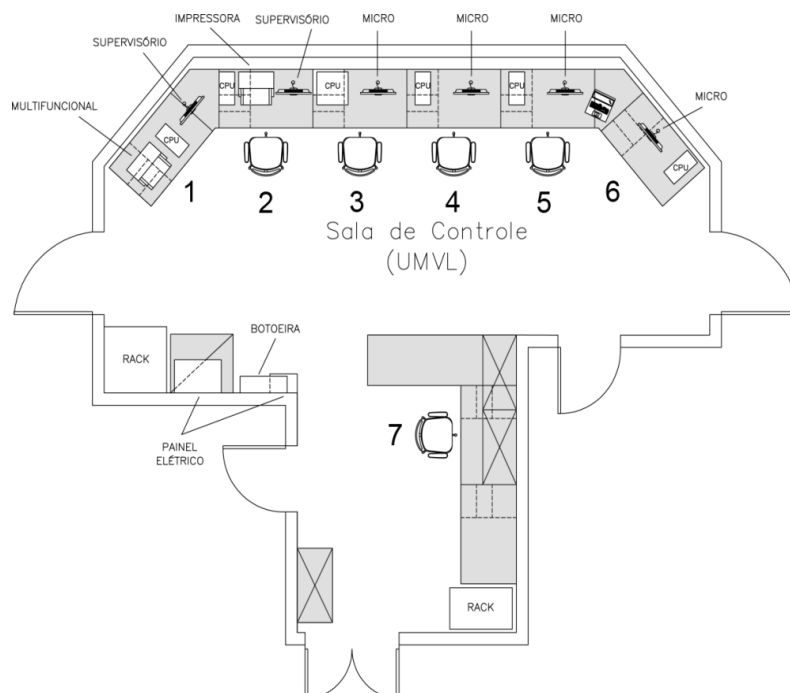 IMPRESSORA
SUPERVISÓRIO
MICRO
MICRO
MICRO
SUPERVISÓRIO
MULTIFUNCIONAL
MICRO
CPU
CPU
CPU
CPU
CPU
CPU
1
2
3
4
5
6
Sala de Controle
(UMVL)
RACK
BOTOEIRA
PAINEL
ELÉTRICO
7
RACK